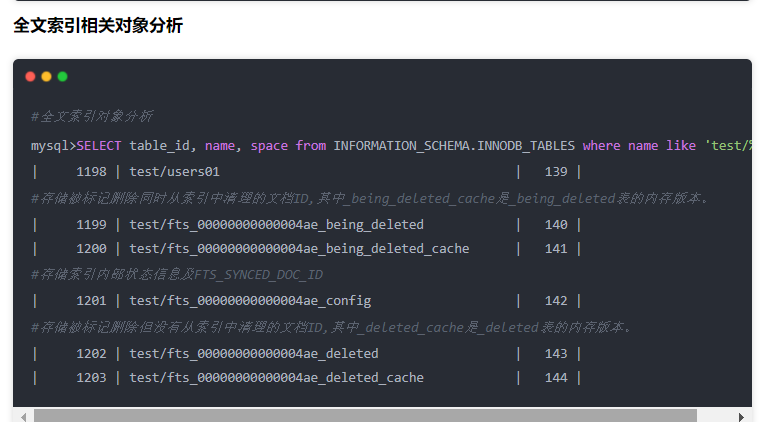 全文索引相关对象分析
#全文索引对象分析
mysql>SELECT table_id, name, space from INFORMATION_SCHEMA.INNODB_TABLES where name like 'test/%
| 1198 | test/users01 | 139 |
#存储被标记删除同时从索引中清理的文档ID,其中_being_deleted_cache是_being_deleted表的内存版本。
| 1199 | test/fts_00000000000004ae_being_deleted | 140 |
| 1200 | test/fts_00000000000004ae_being_deleted_cache | 141 |
#存储索引内部状态信息及FTS_SYNCED_DOC_ID
| 1201 | test/fts_00000000000004ae_config | 142 |
#存储被标记删除但没有从索引中清理的文档ID,其中_deleted_cache是_deleted表的内存版本。
| 1202 | test/fts_00000000000004ae_deleted | 143 |
| 1203 | test/fts_00000000000004ae_deleted_cache | 144 |